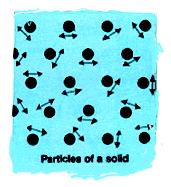 Particles of a solid